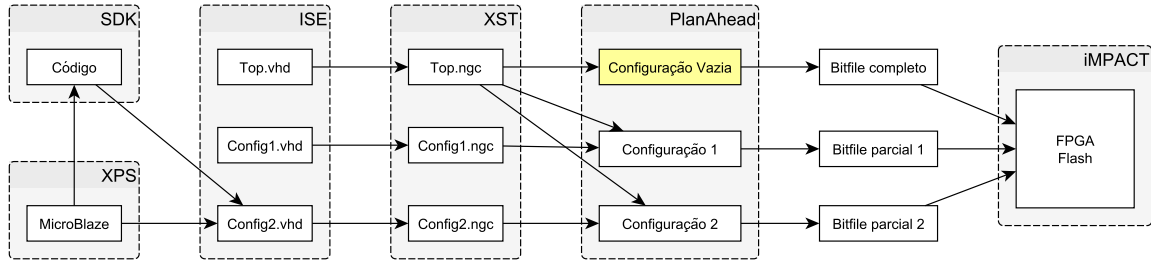 SDK
ISE
XST
PlanAhead
Código
Top.vhd
Top.ngc
Configuração Vazia
Bitfile completo
iMPACT
Config1.vhd
Config1.ngc
Configuração 1
Bitfile parcial 1
FPGA
Flash
XPS
MicroBlaze
Config2.vhd
Config2.ngc
Configuração 2
Bitfile parcial 2